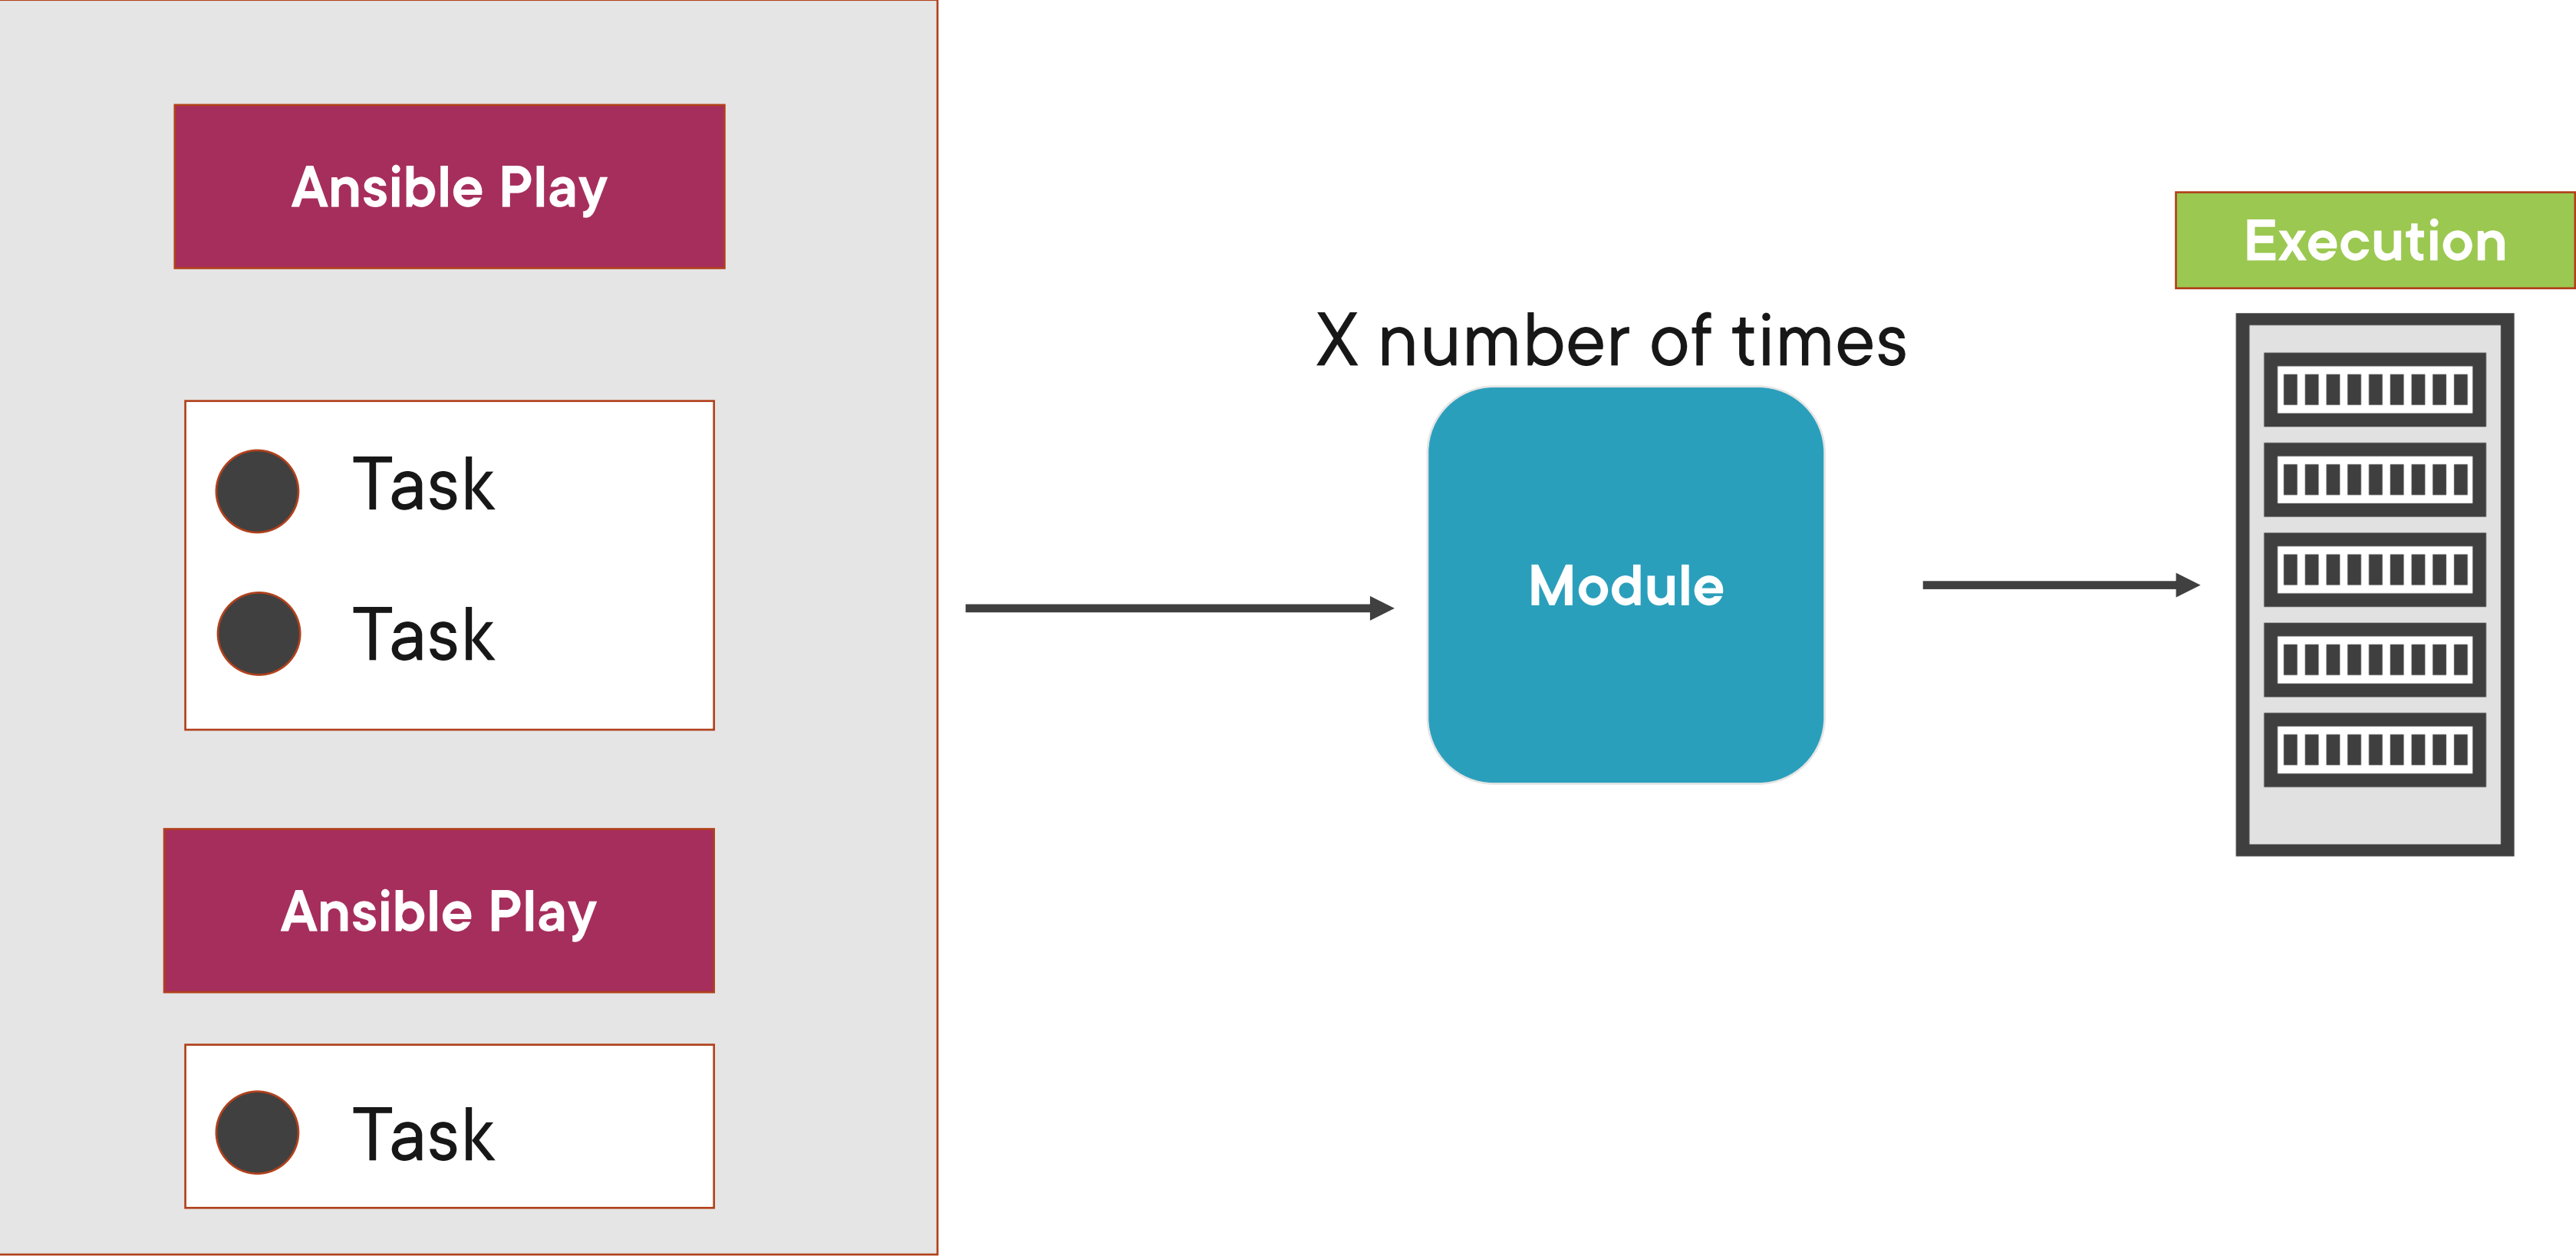 Ansible Play
Task
Task
Ansible Play
Task
X number of times
Module
Execution